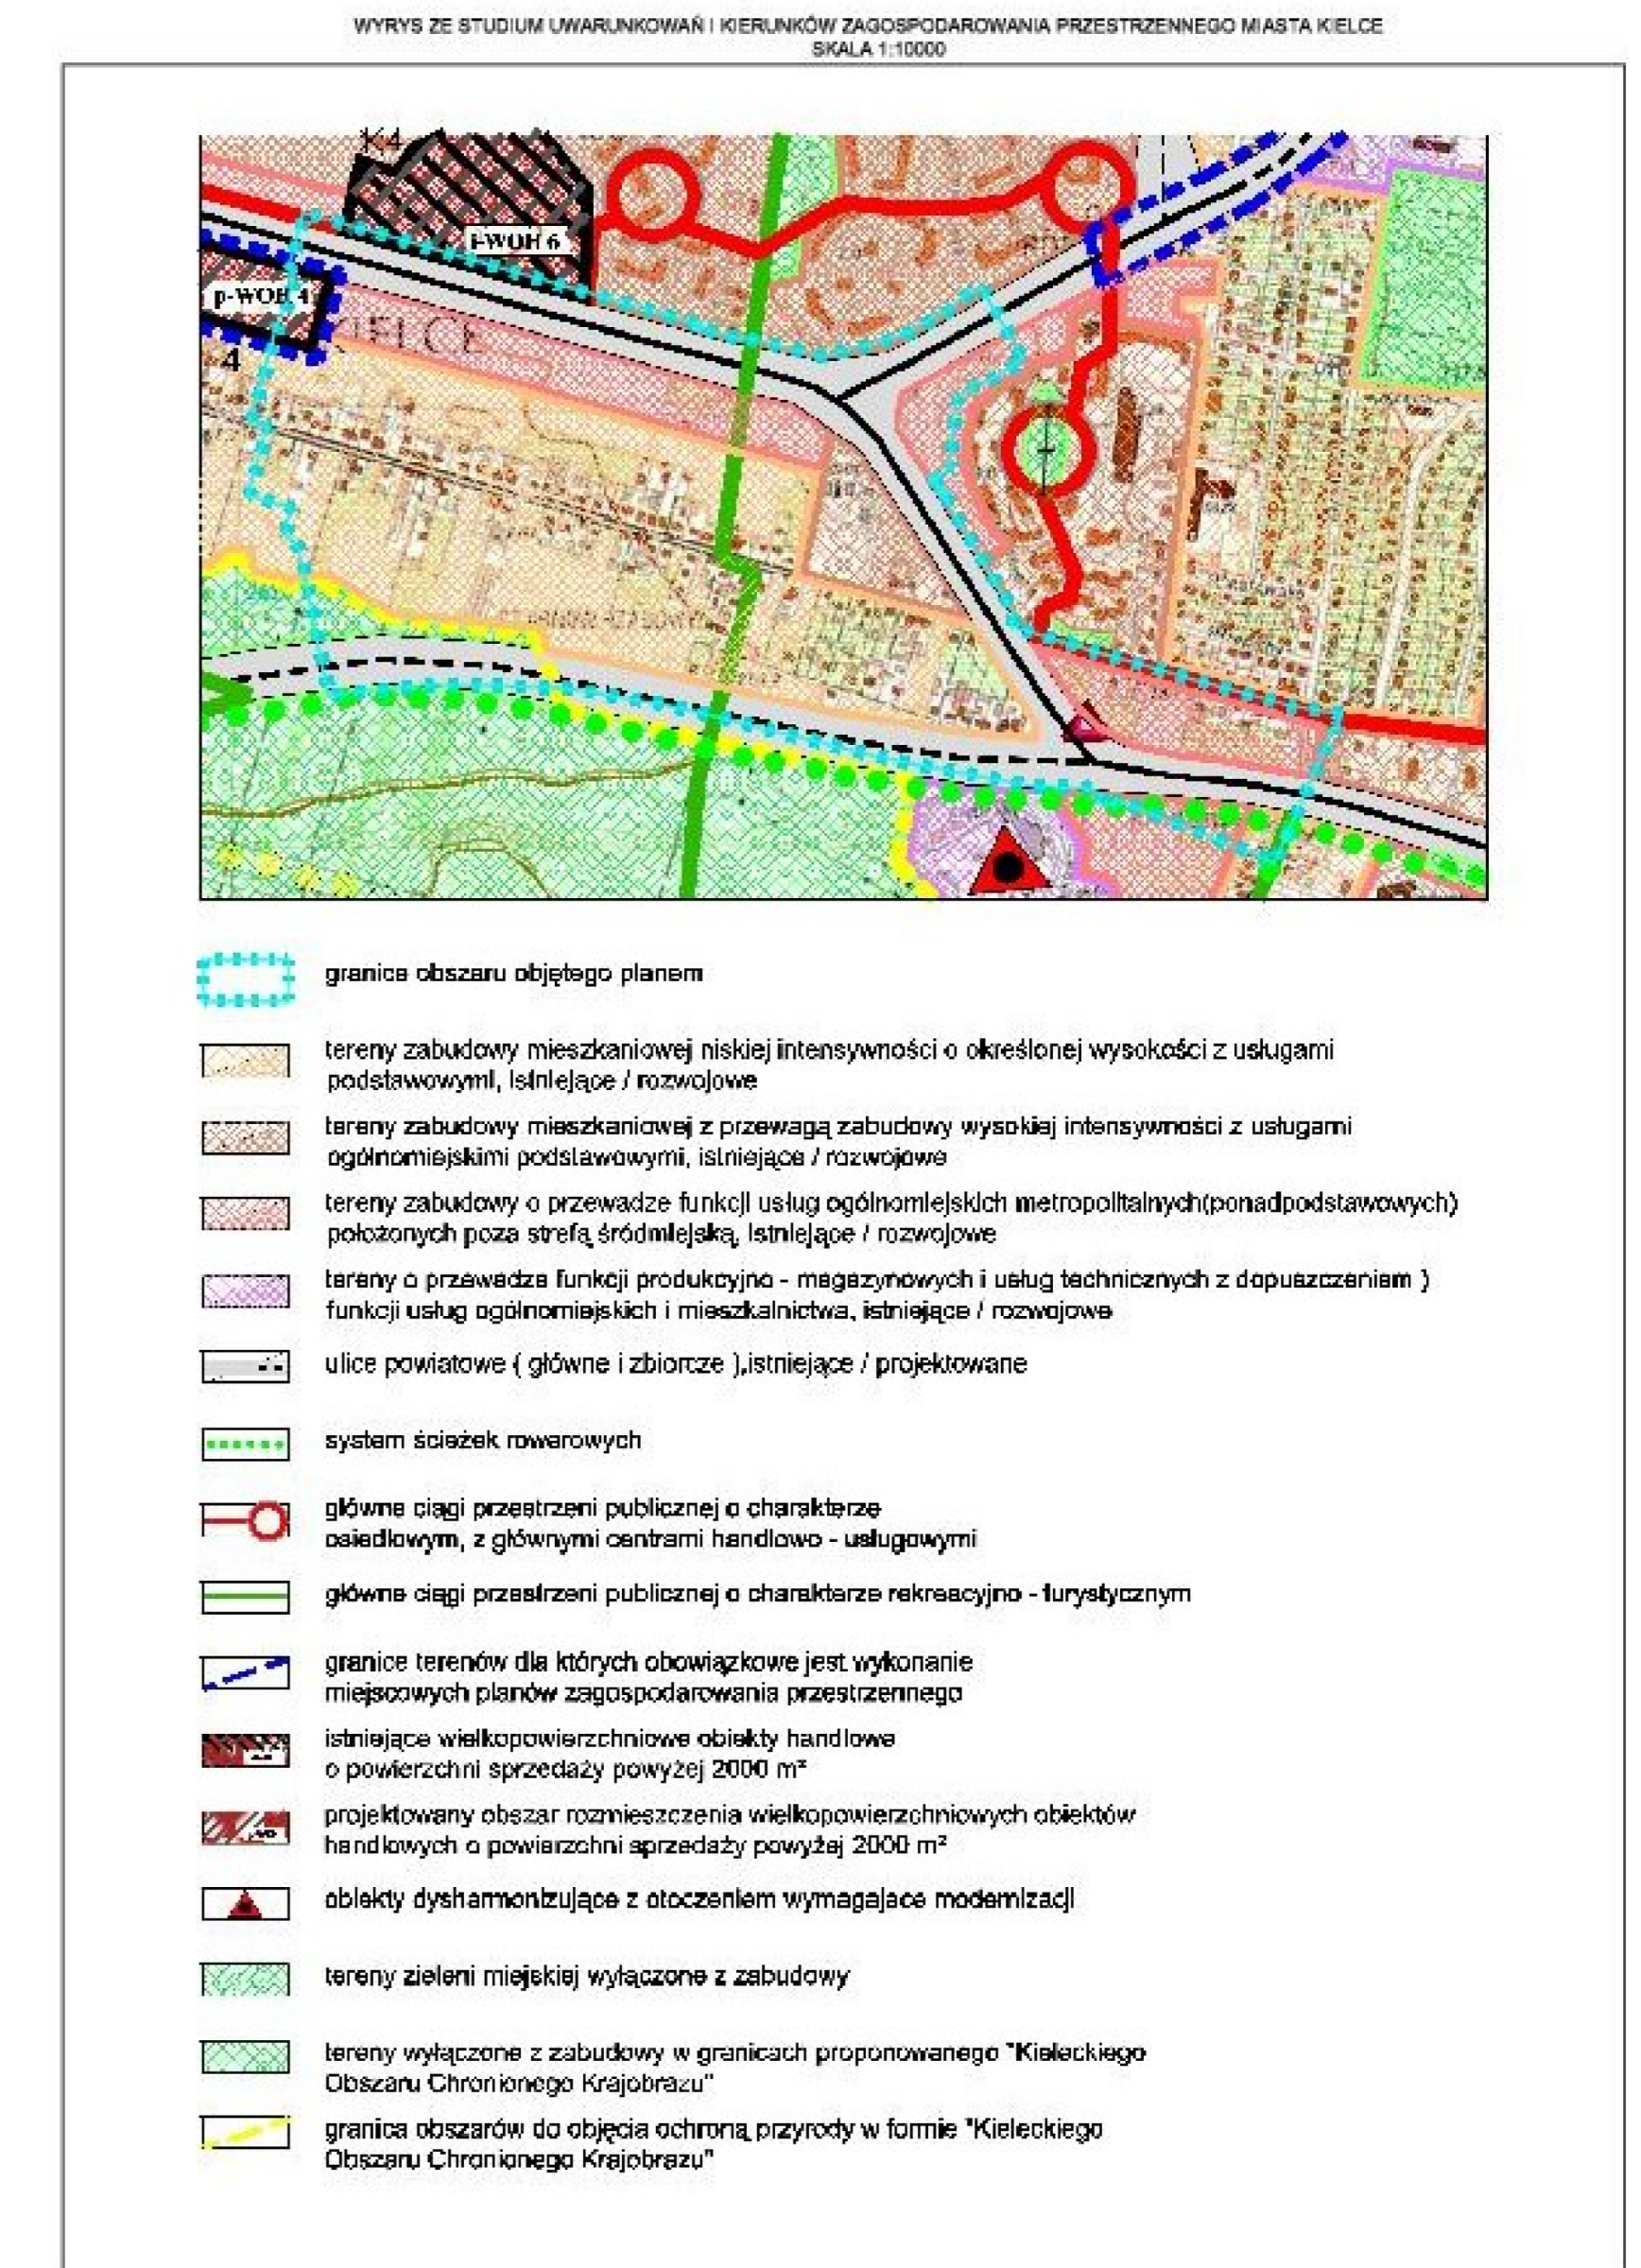 WYRYS ZE STUDIUM UWARUNKOWAŃ I KIERUNKÓW ZAGOSPODAROWANIA PRZESTRZENNEGO MIASTA KIELCE
SKALA 1:10000
K4
i-WOH 6
p-WOH 4
4
KIELCE
granica obszaru objętego planem
tereny zabudowy mieszkaniowej niskiej intensywności o określonej wysokości z usługami
podstawowymi, istniejące / rozwojowe
tereny zabudowy mieszkaniowej z przewagą zabudowy wysokiej intensywności z usługami
ogólnomiejskimi podstawowymi, istniejące / rozwojowe
tereny zabudowy o przewadze funkcji usług ogólnomiejskich metropolitalnych(ponadpodstawowych)
położonych poza strefą śródmiejską, istniejące / rozwojowe
tereny o przewadze funkcji produkcyjno - magazynowych i usług technicznych z dopuszczeniem )
funkcji usług ogólnomiejskich i mieszkalnictwa, istniejące / rozwojowe
ulice powiatowe ( główne i zbiorcze ),istniejące / projektowane
system ścieżek rowerowych
główne ciągi przestrzeni publicznej o charakterze
osiedlowym, z głównymi centrami handlowo - usługowymi
główne ciągi przestrzeni publicznej o charakterze rekreacyjno - turystycznym
granice terenów dla których obowiązkowe jest wykonanie
miejscowych planów zagospodarowania przestrzennego
istniejące wielkopowierzchniowe obiekty handlowe
o powierzchni sprzedaży powyżej 2000 m²
projektowany obszar rozmieszczenia wielkopowierzchniowych obiektów
handlowych o powierzchni sprzedaży powyżej 2000 m²
obiekty dysharmonizujące z otoczeniem wymagajace modernizacji
tereny zieleni miejskiej wyłączone z zabudowy
tereny wyłączone z zabudowy w granicach proponowanego "Kieleckiego
Obszaru Chronionego Krajobrazu"
granica obszarów do objęcia ochroną przyrody w formie "Kieleckiego
Obszaru Chronionego Krajobrazu"